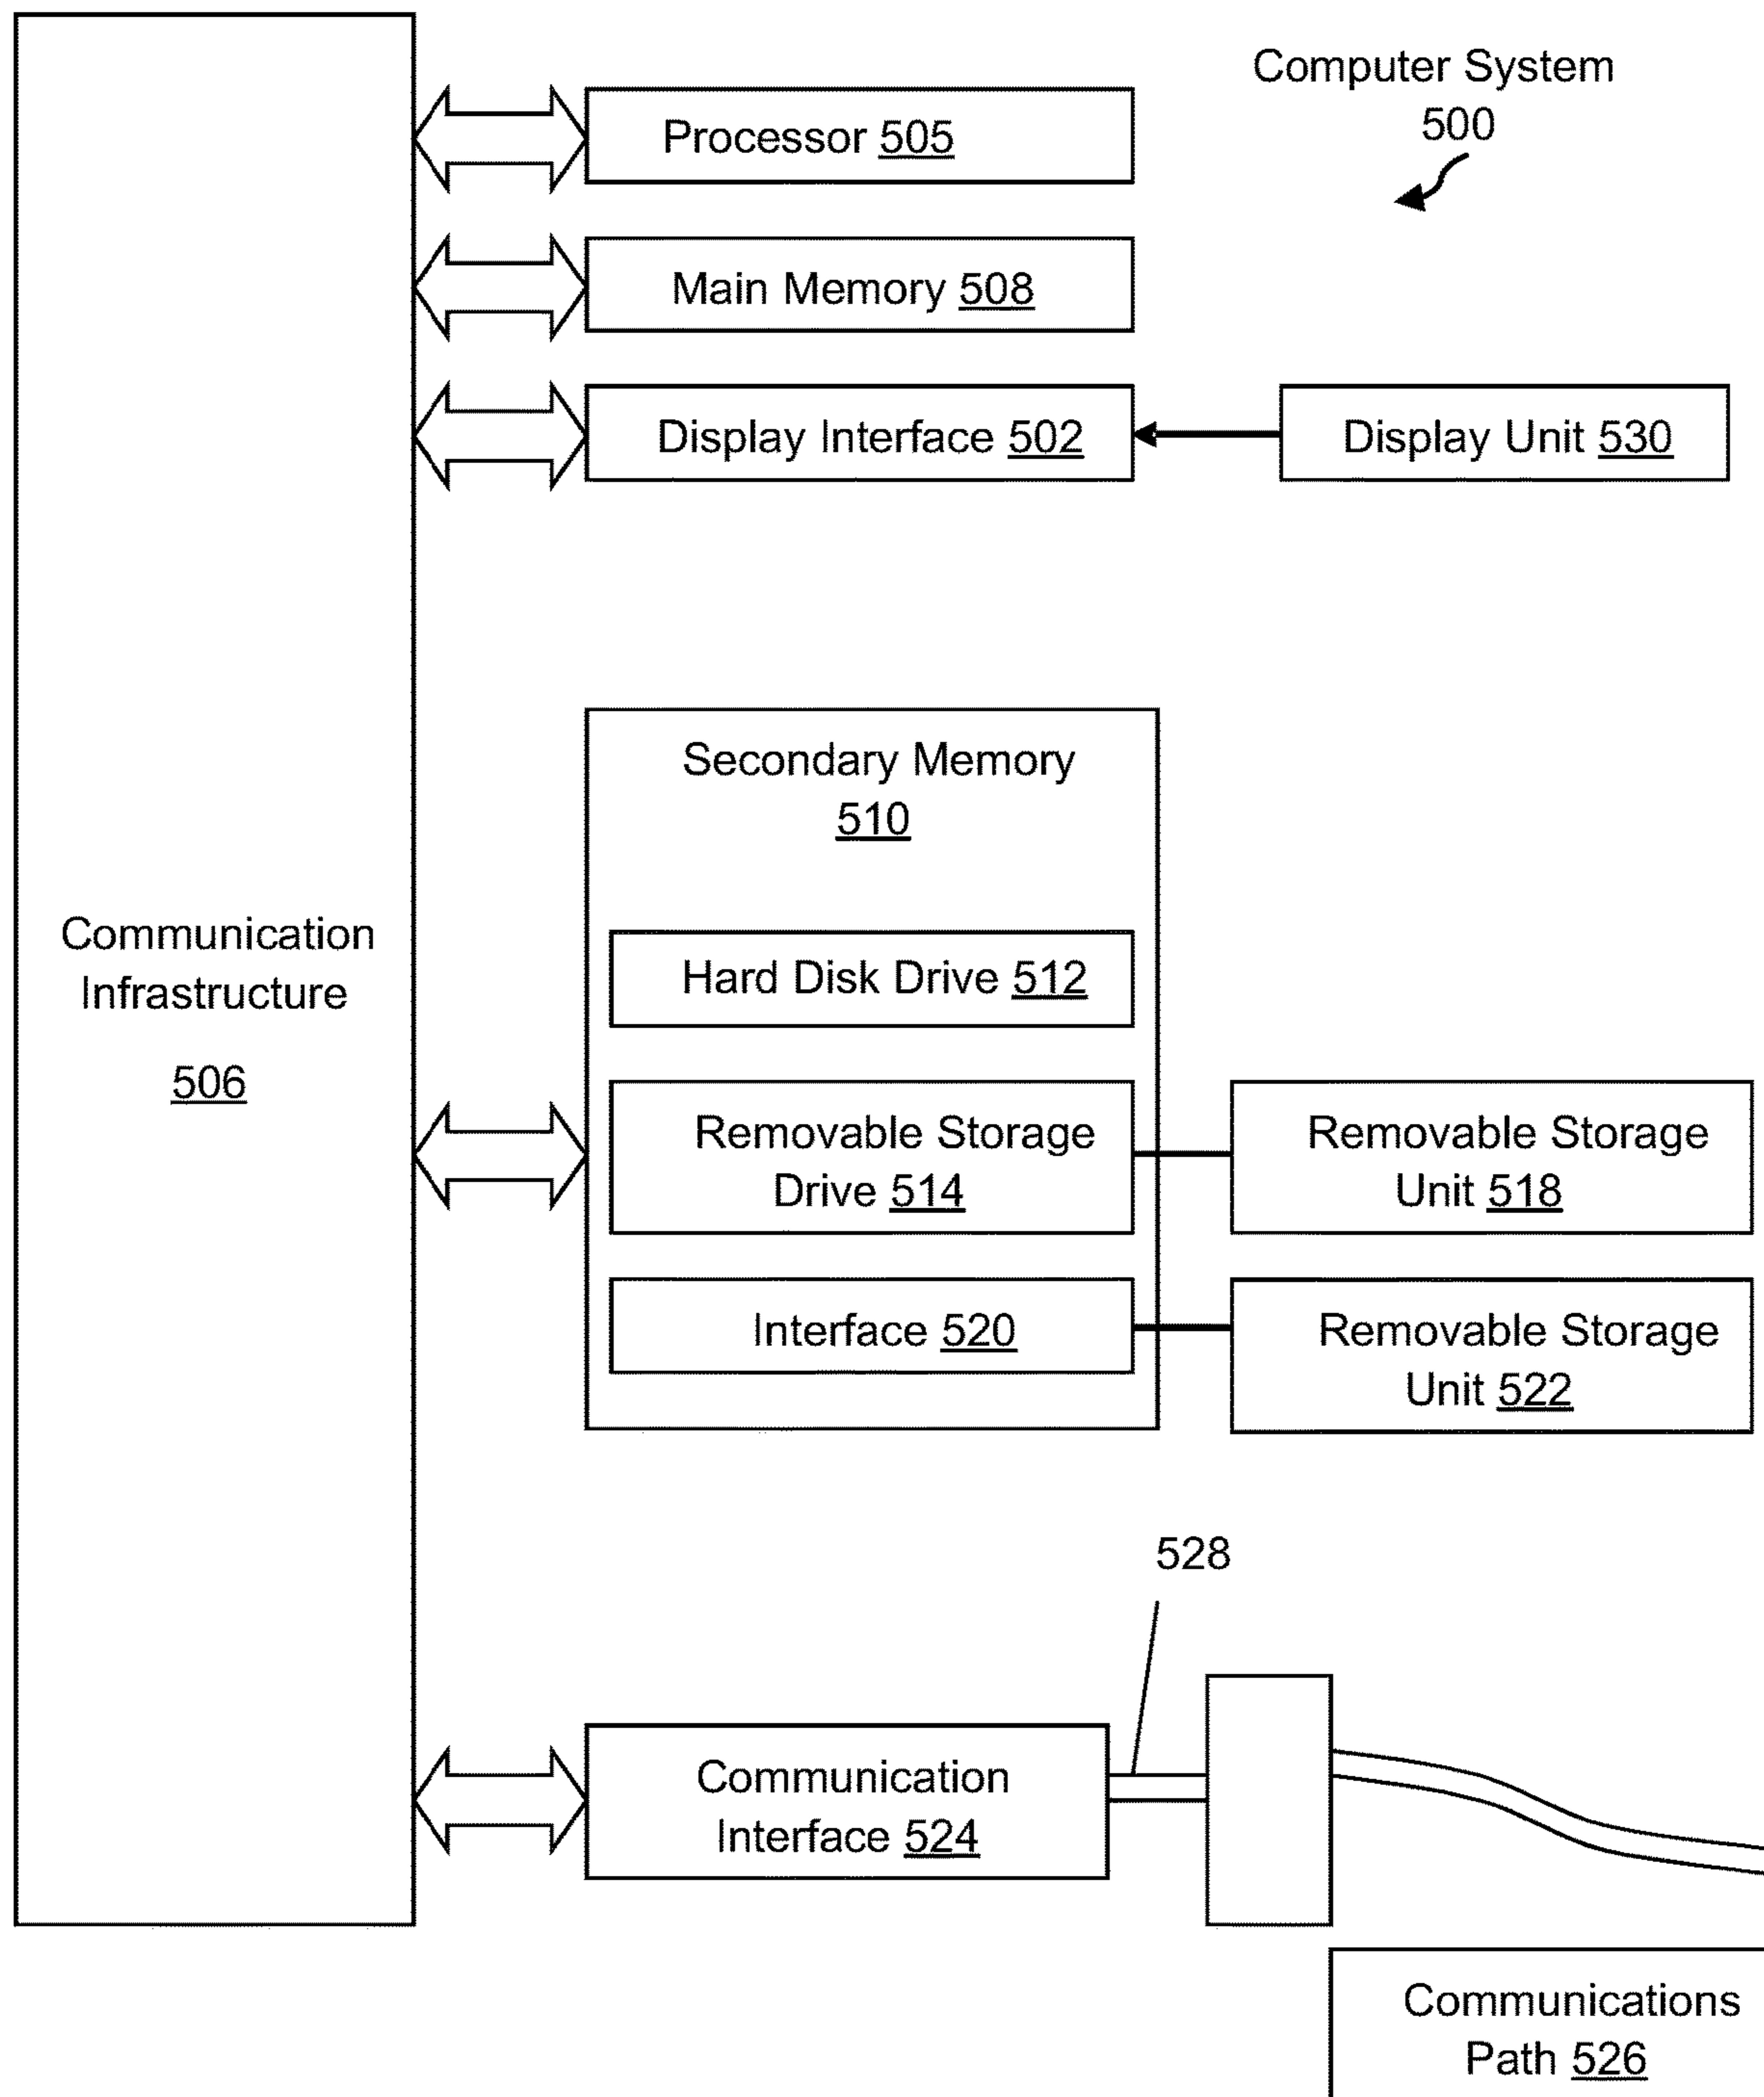 Computer System
500
Processor 505
Main Memory 508
Display Interface 502
Display Unit 530
Secondary Memory
510
Communication
Infrastructure
506
Hard Disk Drive 512
Removable Storage
Drive 514
Removable Storage
Unit 518
Interface 520
Removable Storage
Unit 522
528
Communication
Interface 524
Communications
Path 526